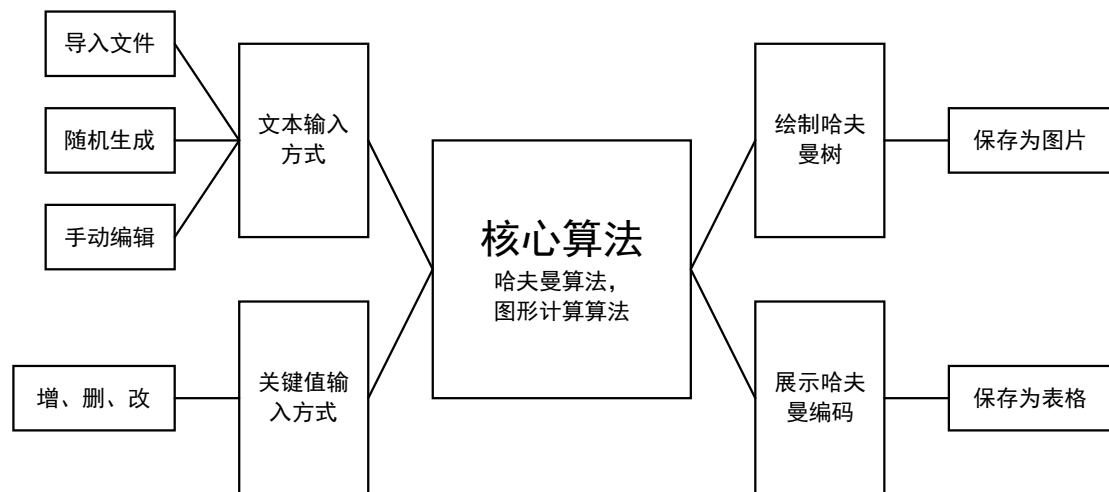 导入文件
随机生成
手动编辑
文本输入
方式
增、删、改
关键值输
入方式
核心算法
哈夫曼算法，
图形计算算法
绘制哈夫
曼树
保存为图片
展示哈夫
曼编码
保存为表格